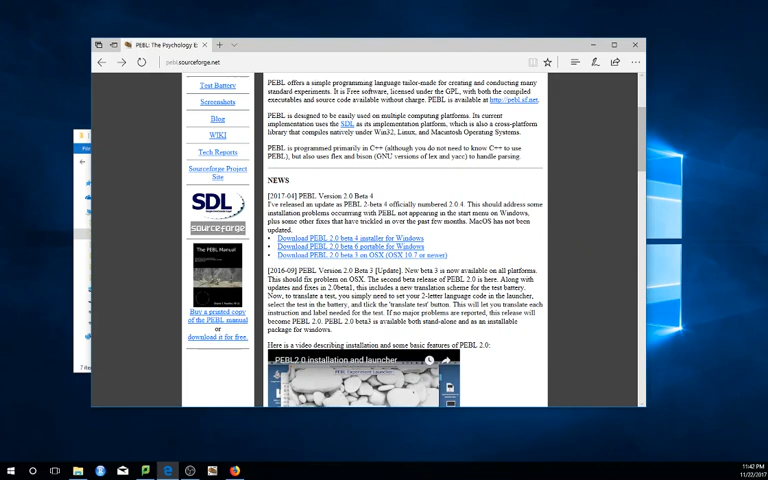 PEBL: The Psychology E
pebl.sourceforge.net
Test Battery
Screenshots
Blog
WIKI
Tech Reports
Sourceforge Project
Site
SDL
sourceforge
The PEBL Manual
Buy a printed copy
of the PEBL manual
or
download it for free.
PEBL offers a simple programming language tailor-made for creating and conducting many
standard experiments. It is Free software, licensed under the GPL, with both the compiled
executables and source code available without charge. PEBL is available at http://pebl.sf.net.
PEBL is designed to be easily used on multiple computing platforms. Its current
implementation uses the SDL as its implementation platform, which is also a cross-platform
library that compiles natively under Win32, Linux, and Macintosh Operating Systems.
PEBL is programmed primarily in C++ (although you do not need to know C++ to use
PEBL), but also uses flex and bison (GNU versions of lex and yacc) to handle parsing.
NEWS
[2017-04] PEBL Version 2.0 Beta 4
I've released an update as PEBL 2-beta 4 officially numbered 2.0.4. This should address some
installation problems occurring with PEBL not appearing in the start menu on Windows,
plus some other fixes that have trickled in over the past few months. MacOS has not been
updated.
• Download PEBL 2.0 beta 4 installer for Windows
• Download PEBL 2.0 beta 6 portable for Windows
• Download PEBL 2.0 beta 3 on OSX (OSX 10.7 or newer)
[2016-09] PEBL Version 2.0 Beta 3 [Update]. New beta 3 is now available on all platforms.
This should fix problem on OSX. The second beta release of PEBL 2.0 is here. Along with
updates and fixes in 2.0beta1, this includes a new translation scheme for the test battery.
Now, to translate a test, you simply need to set your 2-letter language code in the launcher,
select the test in the battery, and click the 'translate test' button. This will let you translate each
instruction and label needed for the test. If no major problems are reported, this release will
become PEBL 2.0. PEBL 2.0 beta3 is available both stand-alone and as an installable
package for windows.
Here is a video describing installation and some basic features of PEBL 2.0:
PEBL2.0 installation and launcher
PEBL Experiment Launcher
11:42 PM
11/22/2017